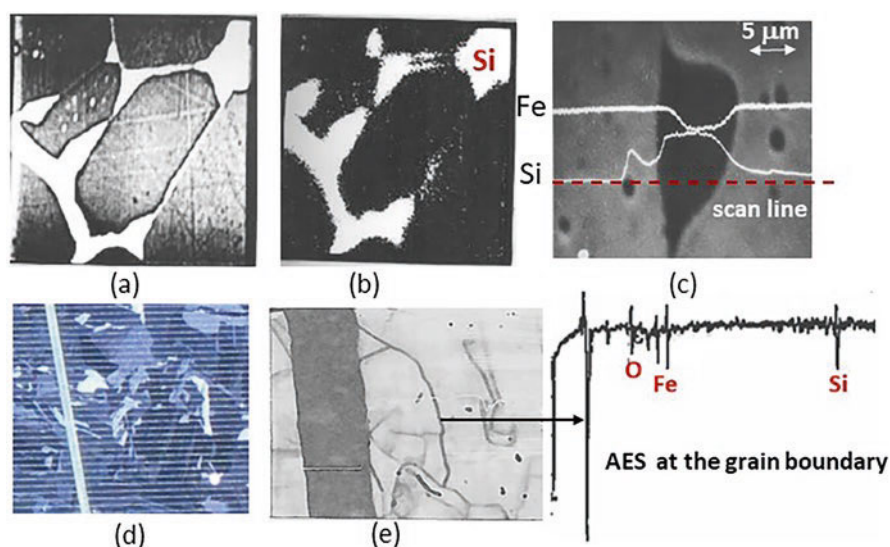 Si
5 μm
Fe
Si
scan line
(a)
(b)
(c)
O
Fe
Si
AES at the grain boundary
(d)
(e)